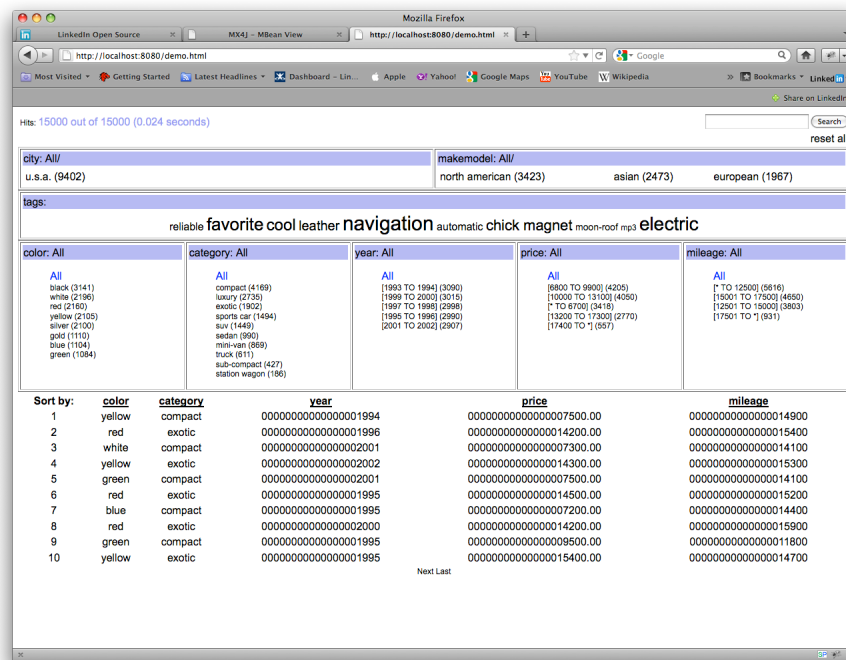 Mozilla Firefox
LinkedIn Open Source
MX4J – MBean View
http://localhost:8080/demo.html
http://localhost:8080/demo.html
Google
Most Visited
Getting Started
Latest Headlines
Dashboard – Lin...
Apple
Yahoo!
Google Maps
YouTube
Wikipedia
Bookmarks
Linked in
Share on LinkedIn
Hits: 15000 out of 15000 (0.024 seconds)
Search
reset al
city: All/ makemodel: All/
u.s.a. (9402) north american (3423) asian (2473) european (1967)
tags:
reliable favorite cool leather navigation automatic chick magnet moon-roof mp3 electric
color: All
All
black (3141)
white (2196)
red (2160)
yellow (2105)
silver (2100)
gold (1110)
blue (1104)
green (1084)
category: All
All
compact (4169)
luxury (2735)
exotic (1902)
sports car (1494)
suv (1449)
sedan (990)
mini-van (869)
truck (611)
sub-compact (427)
station wagon (186)
year: All
All
[1993 TO 1994] (3090)
[1999 TO 2000] (3015)
[1997 TO 1998] (2998)
[1995 TO 1996] (2990)
[2001 TO 2002] (2907)
price: All
All
[6800 TO 9900] (4205)
[10000 TO 13100] (4050)
[* TO 6700] (3418)
[13200 TO 17300] (2770)
[17400 TO *] (557)
mileage: All
All
[* TO 12500] (5616)
[15001 TO 17500] (4650)
[12501 TO 15000] (3803)
[17501 TO *] (931)
Sort by: color category year price mileage
1 yellow compact 00000000000000001994 00000000000000007500.00 00000000000000014900
2 red exotic 00000000000000001996 00000000000000014200.00 00000000000000015400
3 white compact 00000000000000002001 00000000000000007300.00 00000000000000014100
4 yellow exotic 00000000000000002002 00000000000000014300.00 00000000000000015300
5 green compact 00000000000000002001 00000000000000007500.00 00000000000000014100
6 red exotic 00000000000000001995 00000000000000014500.00 00000000000000015200
7 blue compact 00000000000000001995 00000000000000007200.00 00000000000000014400
8 red exotic 00000000000000002000 00000000000000014200.00 00000000000000015900
9 green compact 00000000000000001995 00000000000000009500.00 00000000000000011800
10 yellow exotic 00000000000000001995 00000000000000015400.00 00000000000000014700
Next Last